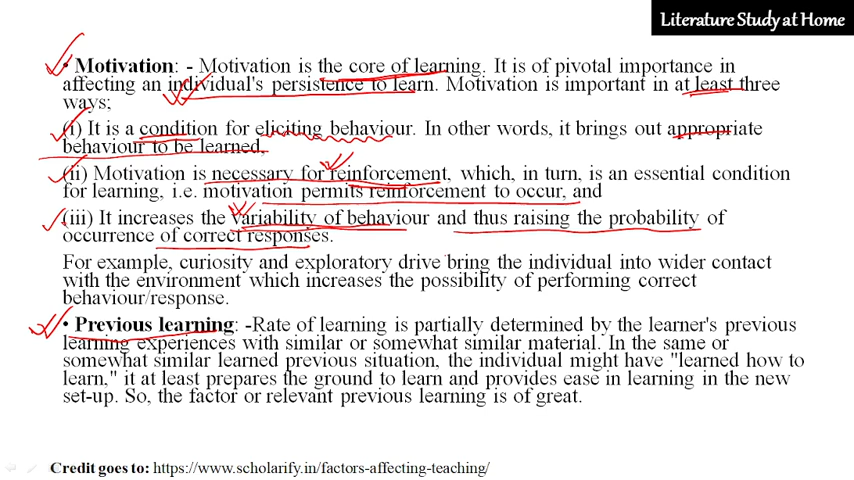 Literature Study at Home
• Motivation: - Motivation is the core of learning. It is of pivotal importance in
affecting an individual's persistence to learn. Motivation is important in at least three
ways;
(i) It is a condition for eliciting behaviour. In other words, it brings out appropriate
behaviour to be learned,
(ii) Motivation is necessary for reinforcement, which, in turn, is an essential condition
for learning, i.e. motivation permits reinforcement to occur, and
(iii) It increases the variability of behaviour and thus raising the probability of
occurrence of correct responses.
For example, curiosity and exploratory drive bring the individual into wider contact
with the environment which increases the possibility of performing correct
behaviour/response.
• Previous learning: -Rate of learning is partially determined by the learner's previous
learning experiences with similar or somewhat similar material. In the same or
somewhat similar learned previous situation, the individual might have "learned how to
learn," it at least prepares the ground to learn and provides ease in learning in the new
set-up. So, the factor or relevant previous learning is of great.
Credit goes to: https://www.scholarify.in/factors-affecting-teaching/